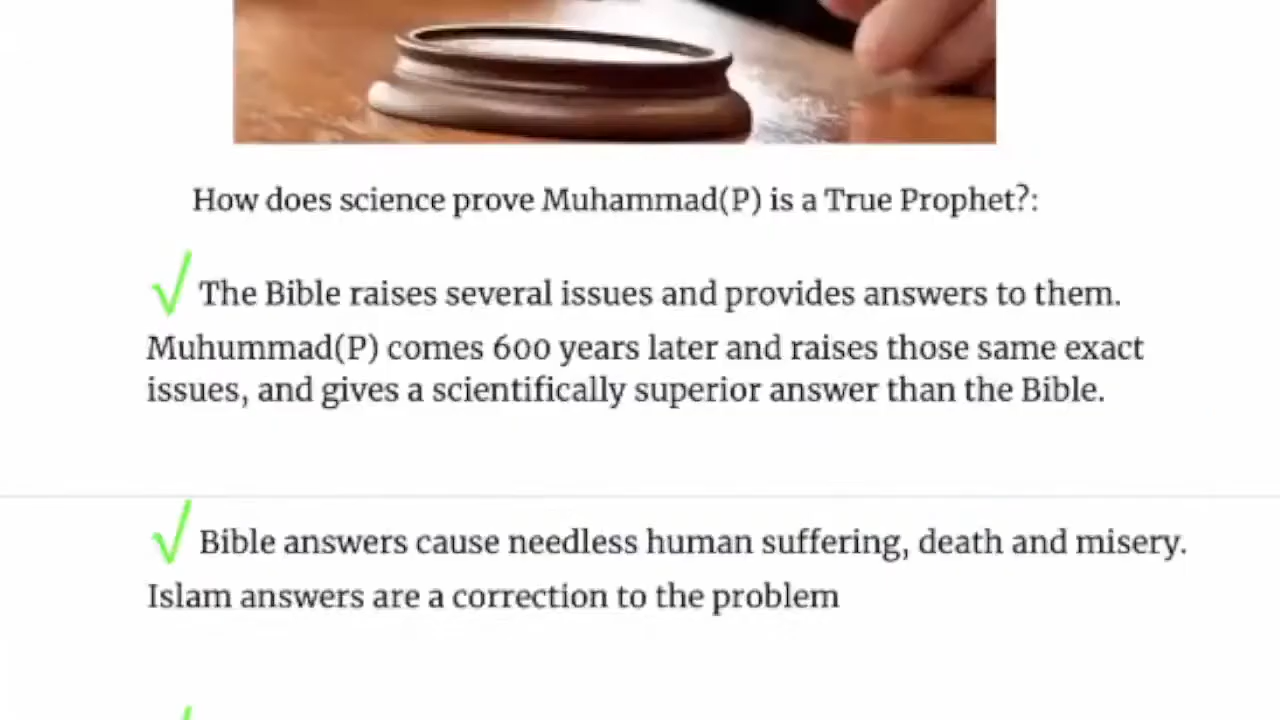 How does science prove Muhammad(P) is a True Prophet?:
The Bible raises several issues and provides answers to them.
Muhummad(P) comes 600 years later and raises those same exact
issues, and gives a scientifically superior answer than the Bible.
Bible answers cause needless human suffering, death and misery.
Islam answers are a correction to the problem